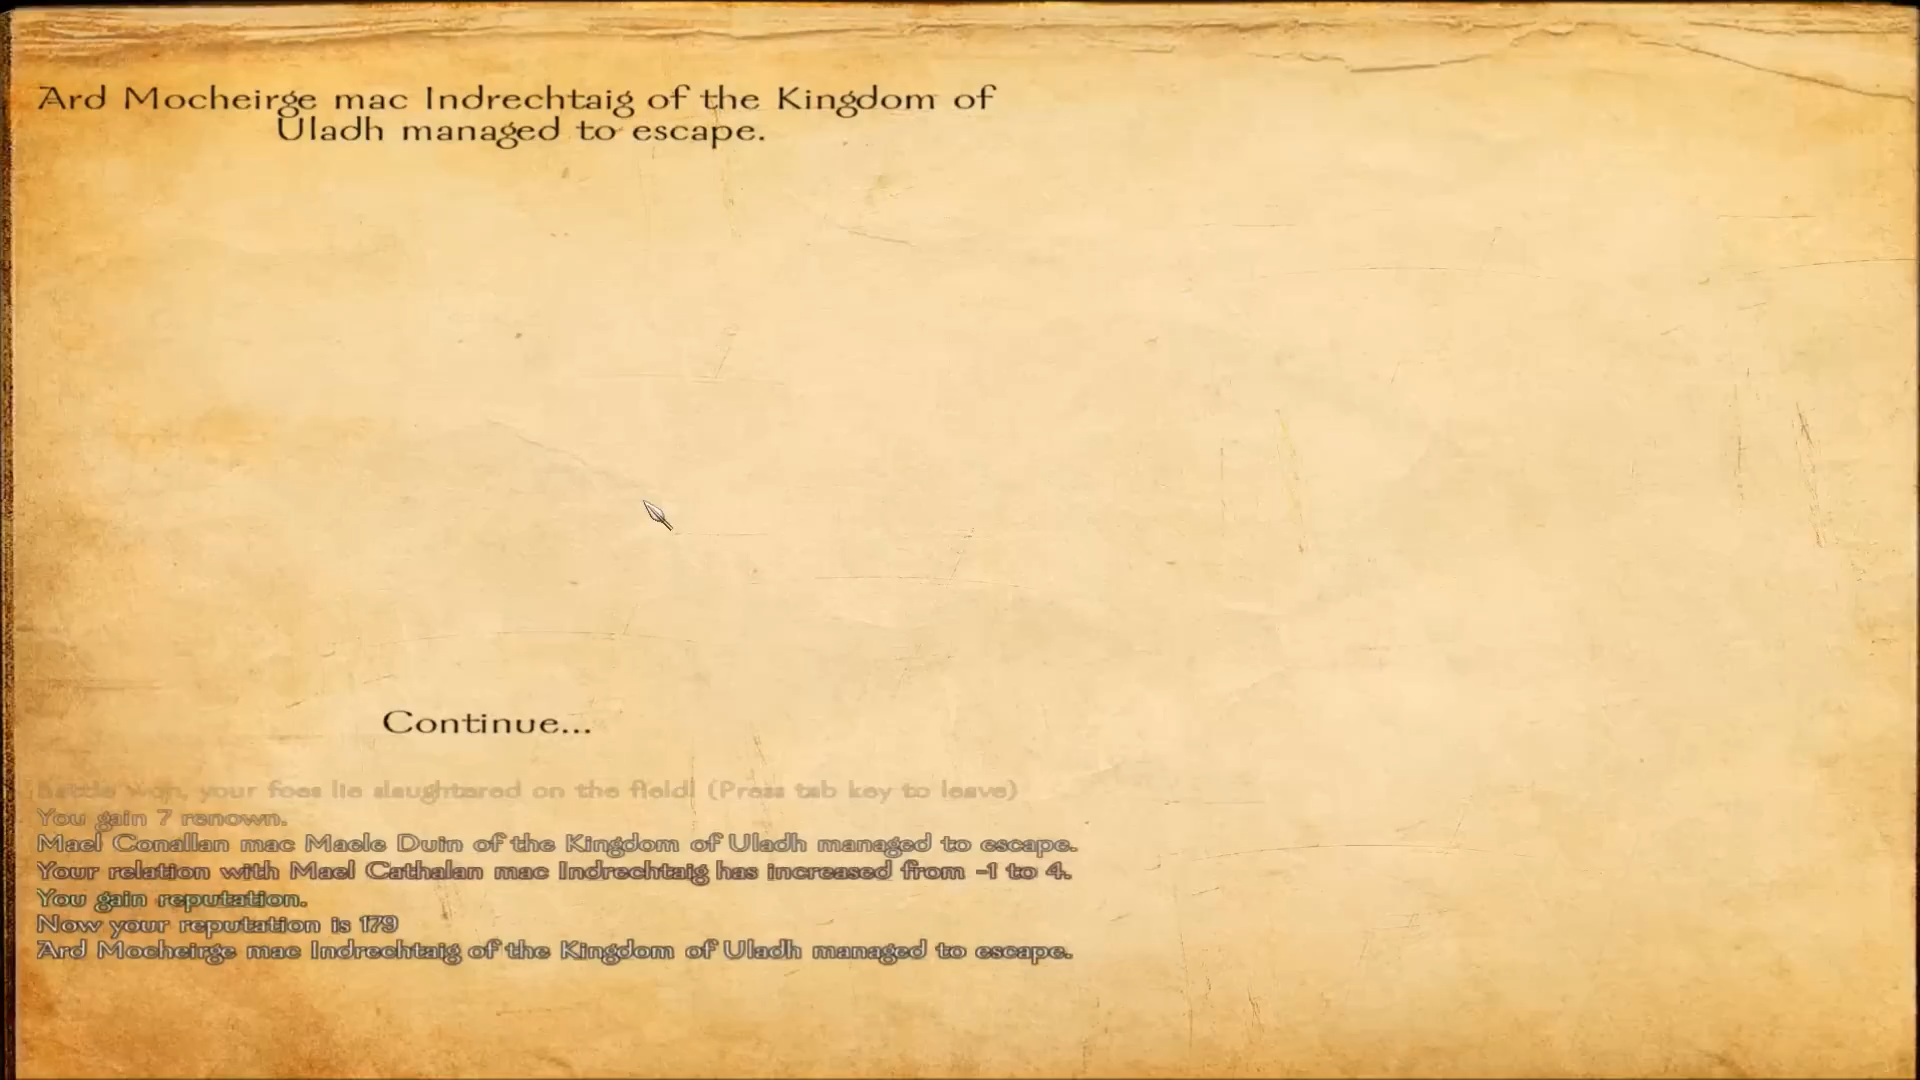 Ard Mocheirge mac Indrechtaig of the Kingdom of
Uladh managed to escape.
Continue...
Battle won, your foes lie slaughtered on the field! (Press tab key to leave)
You gain 7 renown.
Mael Conallan mac Maele Duin of the Kingdom of Uladh managed to escape.
Your relation with Mael Cathalan mac Indrechtaig has increased from -1 to 4.
You gain reputation.
Now your reputation is 179
Ard Mocheirge mac Indrechtaig of the Kingdom of Uladh managed to escape.